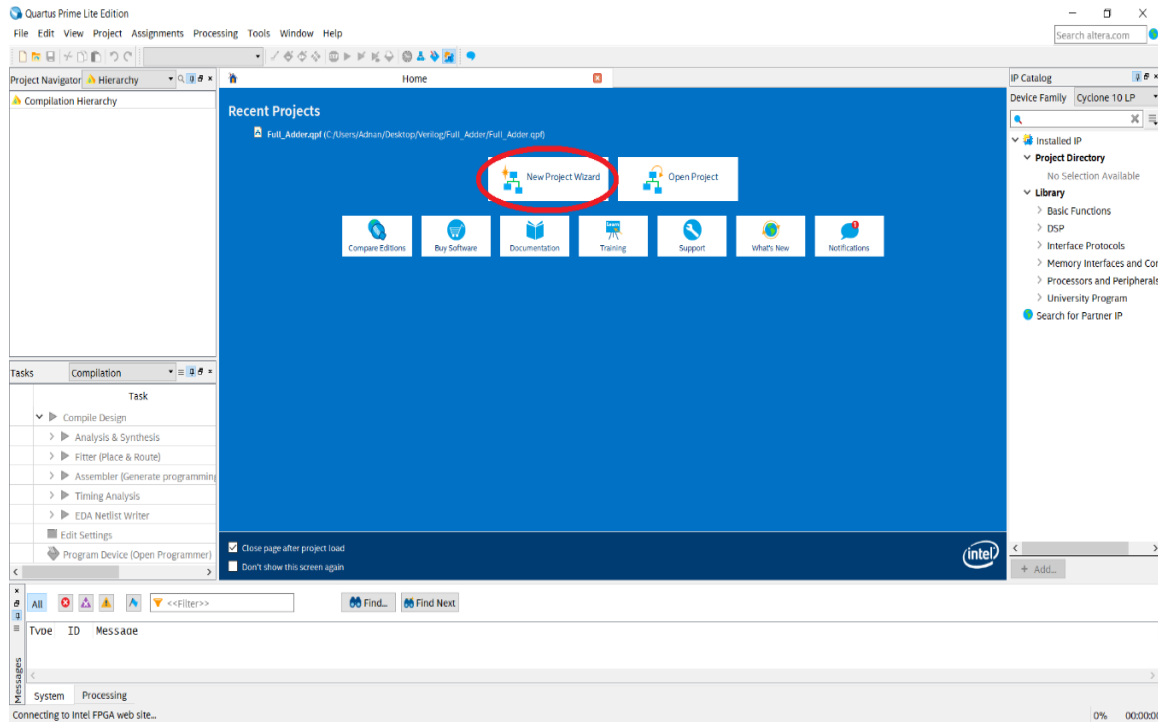 Quartus Prime Lite Edition
File Edit View Project Assignments Processing Tools Window Help
Search altera.com
Project Navigator Hierarchy
Compilation Hierarchy
Home
Recent Projects
Full_Adder.qpf (C:/Users/Adnan/Desktop/Verilog/Full_Adder/Full_Adder.qpf)
New Project Wizard
Open Project
Compare Editions
Buy Software
Documentation
Training
Support
What's New
Notifications
Close page after project load
Don't show this screen again
intel
IP Catalog
Device Family Cyclone 10 LP
Installed IP
Project Directory
No Selection Available
Library
Basic Functions
DSP
Interface Protocols
Memory Interfaces and Cor
Processors and Peripherals
University Program
Search for Partner IP
+ Add...
Tasks Compilation
Task
Compile Design
Analysis & Synthesis
Fitter (Place & Route)
Assembler (Generate programming
Timing Analysis
EDA Netlist Writer
Edit Settings
Program Device (Open Programmer)
All <<Filter>> Find... Find Next
Type ID Message
Messages
System Processing
Connecting to Intel FPGA web site...
0% 00:00:00